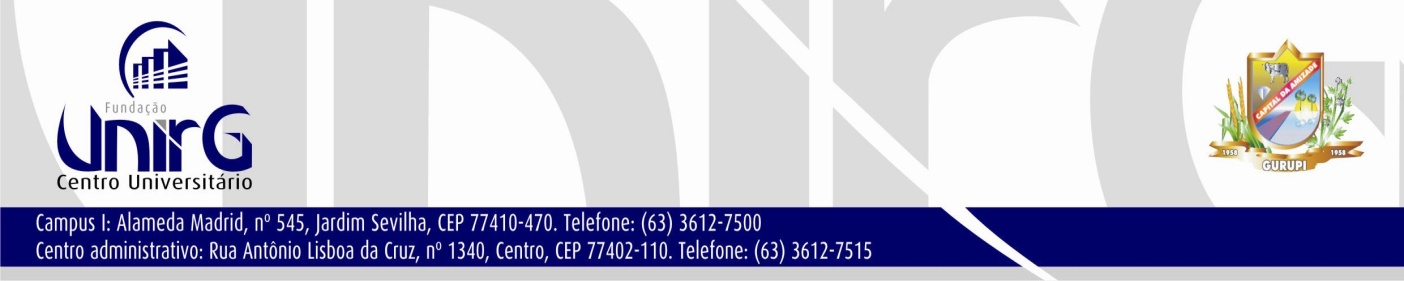 Fundação
UnirG
Centro Universitário
CAPITAL DA AMIZADE
1958
1958
GURUPI
Campus I: Alameda Madrid, nº 545, Jardim Sevilha, CEP 77410-470. Telefone: (63) 3612-7500
Centro administrativo: Rua Antônio Lisboa da Cruz, nº 1340, Centro, CEP 77402-110. Telefone: (63) 3612-7515